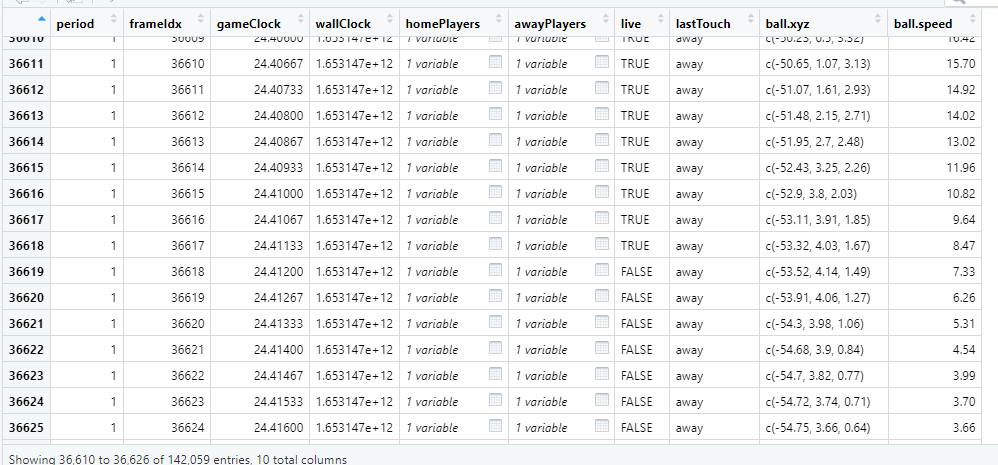 period frameIdx gameClock wallClock homePlayers awayPlayers live lastTouch ball.xyz ball.speed
36610 1 36609 24.40600 1.653147e+12 1 variable 1 variable TRUE away c(-50.23, 0.5, 3.32) 16.42
36611 1 36610 24.40667 1.653147e+12 1 variable 1 variable TRUE away c(-50.65, 1.07, 3.13) 15.70
36612 1 36611 24.40733 1.653147e+12 1 variable 1 variable TRUE away c(-51.07, 1.61, 2.93) 14.92
36613 1 36612 24.40800 1.653147e+12 1 variable 1 variable TRUE away c(-51.48, 2.15, 2.71) 14.02
36614 1 36613 24.40867 1.653147e+12 1 variable 1 variable TRUE away c(-51.95, 2.7, 2.48) 13.02
36615 1 36614 24.40933 1.653147e+12 1 variable 1 variable TRUE away c(-52.43, 3.25, 2.26) 11.96
36616 1 36615 24.41000 1.653147e+12 1 variable 1 variable TRUE away c(-52.9, 3.8, 2.03) 10.82
36617 1 36616 24.41067 1.653147e+12 1 variable 1 variable TRUE away c(-53.11, 3.91, 1.85) 9.64
36618 1 36617 24.41133 1.653147e+12 1 variable 1 variable TRUE away c(-53.32, 4.03, 1.67) 8.47
36619 1 36618 24.41200 1.653147e+12 1 variable 1 variable FALSE away c(-53.52, 4.14, 1.49) 7.33
36620 1 36619 24.41267 1.653147e+12 1 variable 1 variable FALSE away c(-53.91, 4.06, 1.27) 6.26
36621 1 36620 24.41333 1.653147e+12 1 variable 1 variable FALSE away c(-54.3, 3.98, 1.06) 5.31
36622 1 36621 24.41400 1.653147e+12 1 variable 1 variable FALSE away c(-54.68, 3.9, 0.84) 4.54
36623 1 36622 24.41467 1.653147e+12 1 variable 1 variable FALSE away c(-54.7, 3.82, 0.77) 3.99
36624 1 36623 24.41533 1.653147e+12 1 variable 1 variable FALSE away c(-54.72, 3.74, 0.71) 3.70
36625 1 36624 24.41600 1.653147e+12 1 variable 1 variable FALSE away c(-54.75, 3.66, 0.64) 3.66
Showing 36,610 to 36,626 of 142,059 entries, 10 total columns